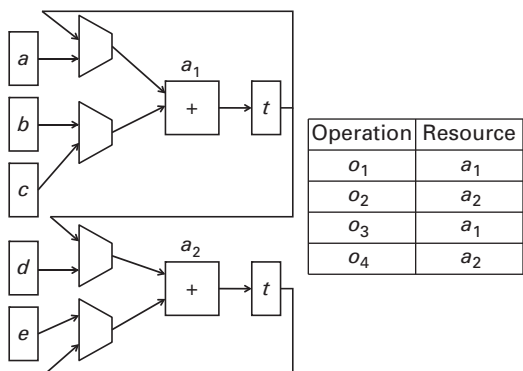 a
a1
+
t
b
c
d
a2
+
t
e
Operation Resource
o1 a1
o2 a2
o3 a1
o4 a2